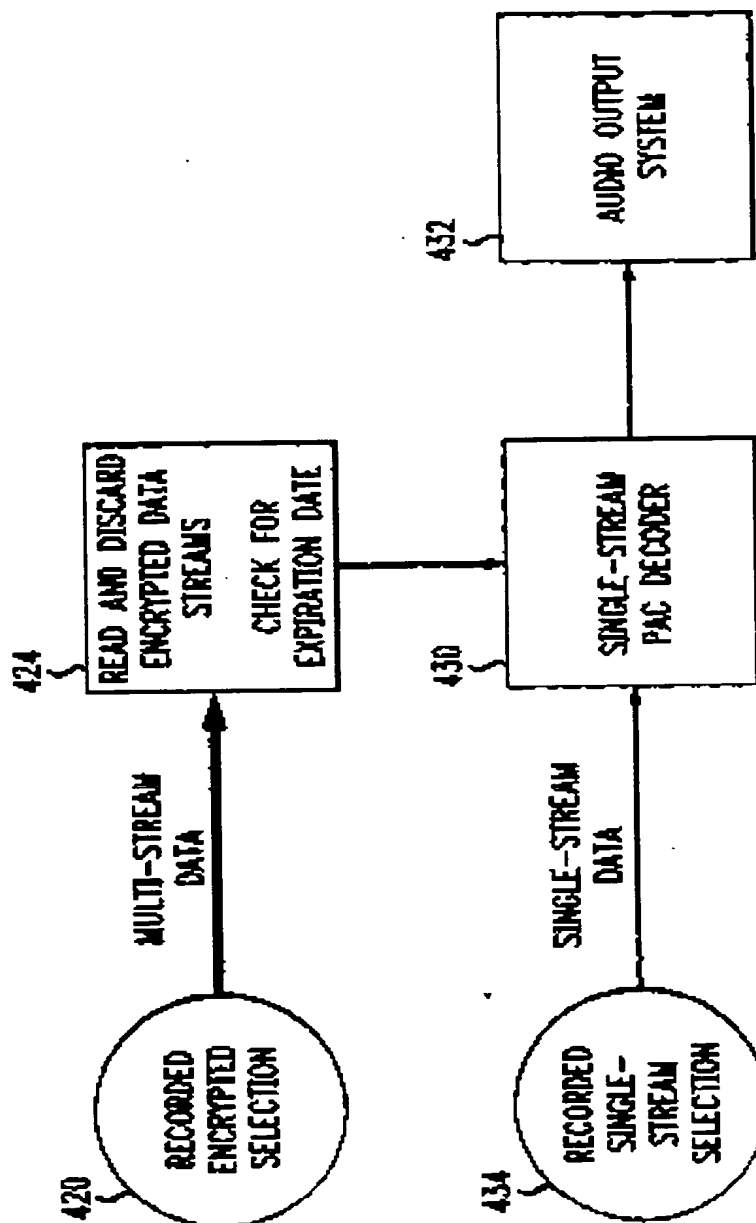 420
RECORDED
ENCRYPTED
SELECTION
MULTI-STREAM
DATA
424
READ AND DISCARD
ENCRYPTED DATA
STREAMS
CHECK FOR
EXPIRATION DATE
434
RECORDED
SINGLE-
STREAM
SELECTION
SINGLE-STREAM
DATA
430
SINGLE-STREAM
PAC DECODER
432
AUDIO OUTPUT
SYSTEM